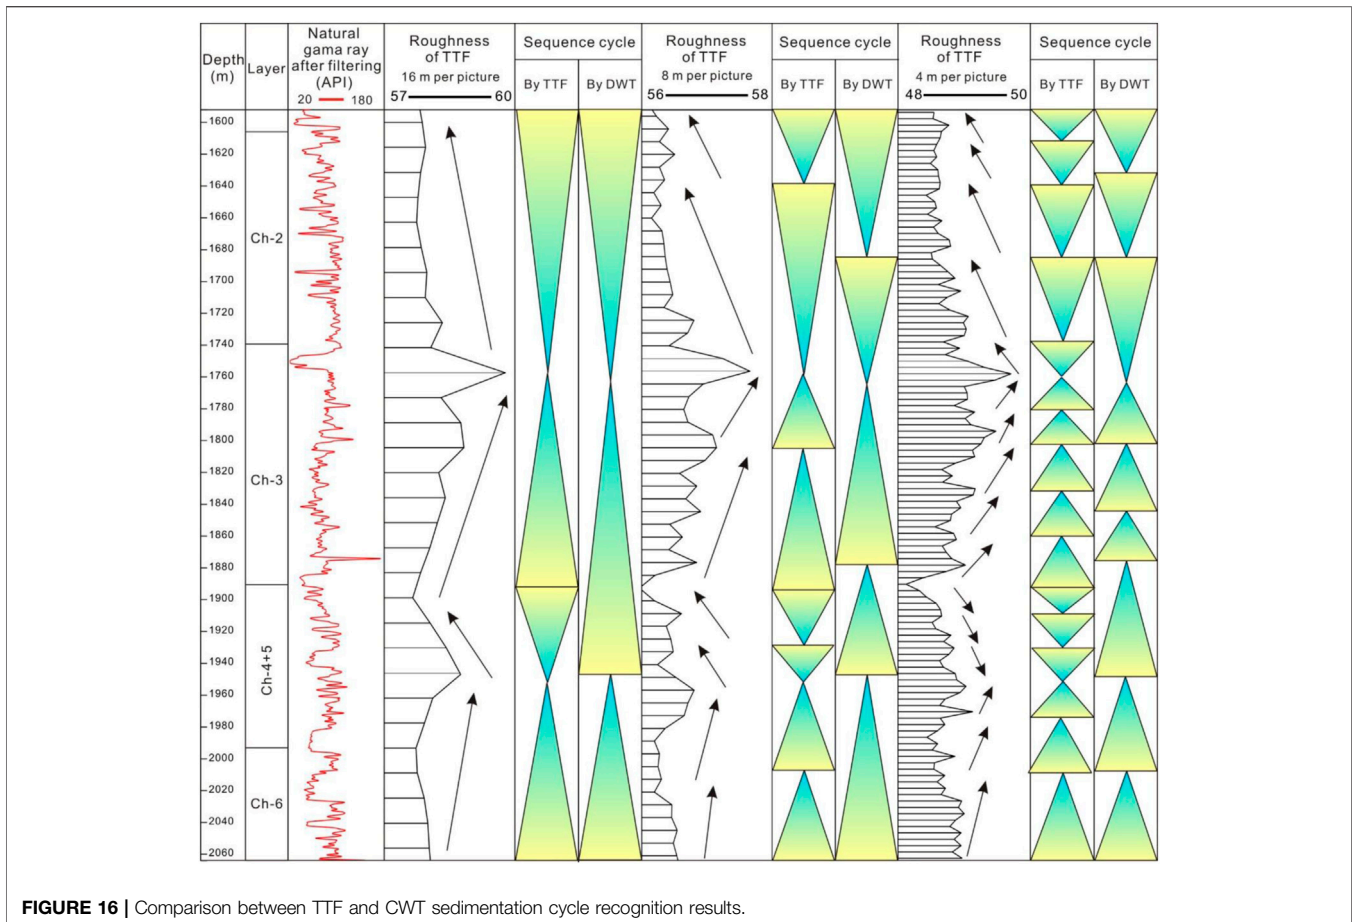 Depth
(m)
Layer
Natural
gama ray
after filtering
(API)
20 180
Roughness
of TTF
16 m per picture
57 60
Sequence cycle
By TTF By DWT
Roughness
of TTF
8 m per picture
56 58
Sequence cycle
By TTF By DWT
Roughness
of TTF
4 m per picture
48 50
Sequence cycle
By TTF By DWT
1600
1620
1640
1660
1680
1700
1720
1740
1760
1780
1800
1820
1840
1860
1880
1900
1920
1940
1960
1980
2000
2020
2040
2060
Ch-2
Ch-3
Ch-4+5
Ch-6
FIGURE 16 | Comparison between TTF and CWT sedimentation cycle recognition results.